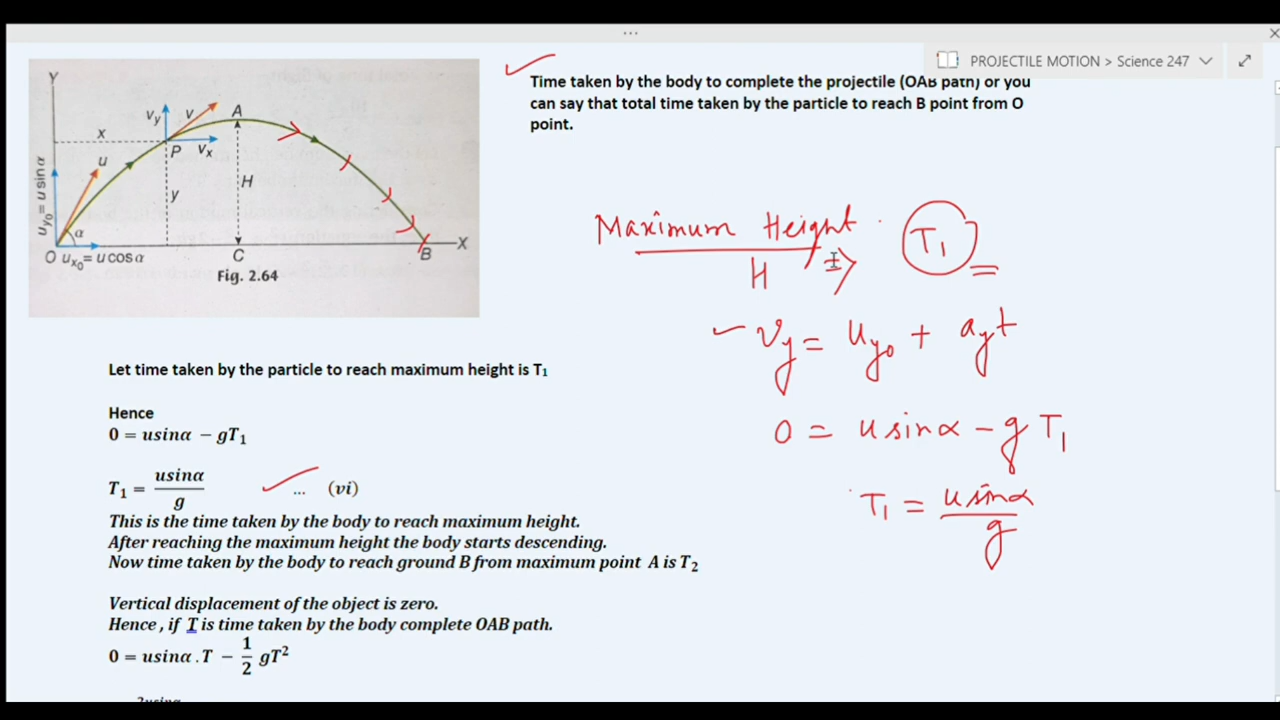 PROJECTILE MOTION > Science 247
Time taken by the body to complete the projectile (OAB path) or you
can say that total time taken by the particle to reach B point from O
point.
Y
v_y
v
A
x
P
v_x
u
H
y
u_y₀ = u sin α
α
O u_x₀ = u cos α
C
B
X
Fig. 2.64
Maximum Height
H ⇒
T₁
v_y = u_y₀ + a_y t
0 = u sin α − g T₁
T₁ = u sin α / g
Let time taken by the particle to reach maximum height is T₁
Hence
0 = usinα − gT₁
T₁ = usinα / g ... (vi)
This is the time taken by the body to reach maximum height.
After reaching the maximum height the body starts descending.
Now time taken by the body to reach ground B from maximum point A is T₂
Vertical displacement of the object is zero.
Hence , if T is time taken by the body complete OAB path.
0 = usinα . T − 1/2 gT²